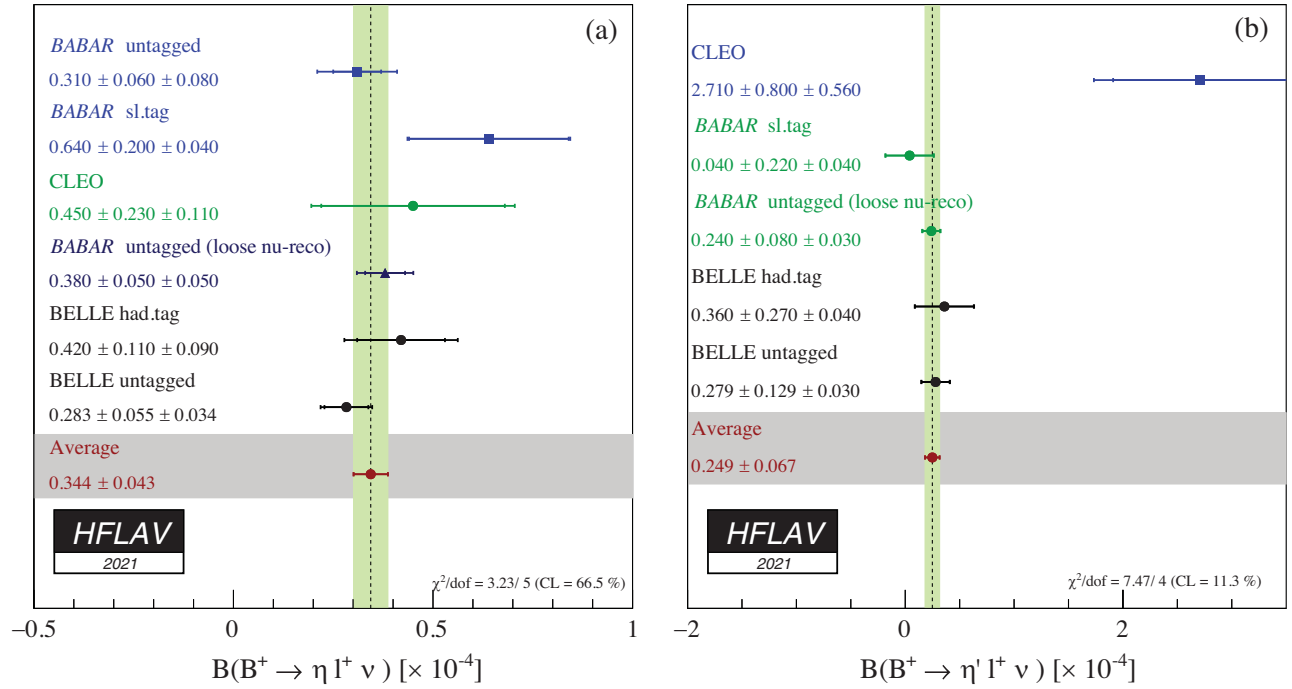 (a)
BABAR untagged
0.310 ± 0.060 ± 0.080
BABAR sl.tag
0.640 ± 0.200 ± 0.040
CLEO
0.450 ± 0.230 ± 0.110
BABAR untagged (loose nu-reco)
0.380 ± 0.050 ± 0.050
BELLE had.tag
0.420 ± 0.110 ± 0.090
BELLE untagged
0.283 ± 0.055 ± 0.034
Average
0.344 ± 0.043
HFLAV
2021
χ²/dof = 3.23/ 5 (CL = 66.5 %)
−0.5 0 0.5 1
B(B⁺ → η l⁺ ν ) [× 10⁻⁴]
(b)
CLEO
2.710 ± 0.800 ± 0.560
BABAR sl.tag
0.040 ± 0.220 ± 0.040
BABAR untagged (loose nu-reco)
0.240 ± 0.080 ± 0.030
BELLE had.tag
0.360 ± 0.270 ± 0.040
BELLE untagged
0.279 ± 0.129 ± 0.030
Average
0.249 ± 0.067
HFLAV
2021
χ²/dof = 7.47/ 4 (CL = 11.3 %)
−2 0 2
B(B⁺ → η' l⁺ ν ) [× 10⁻⁴]